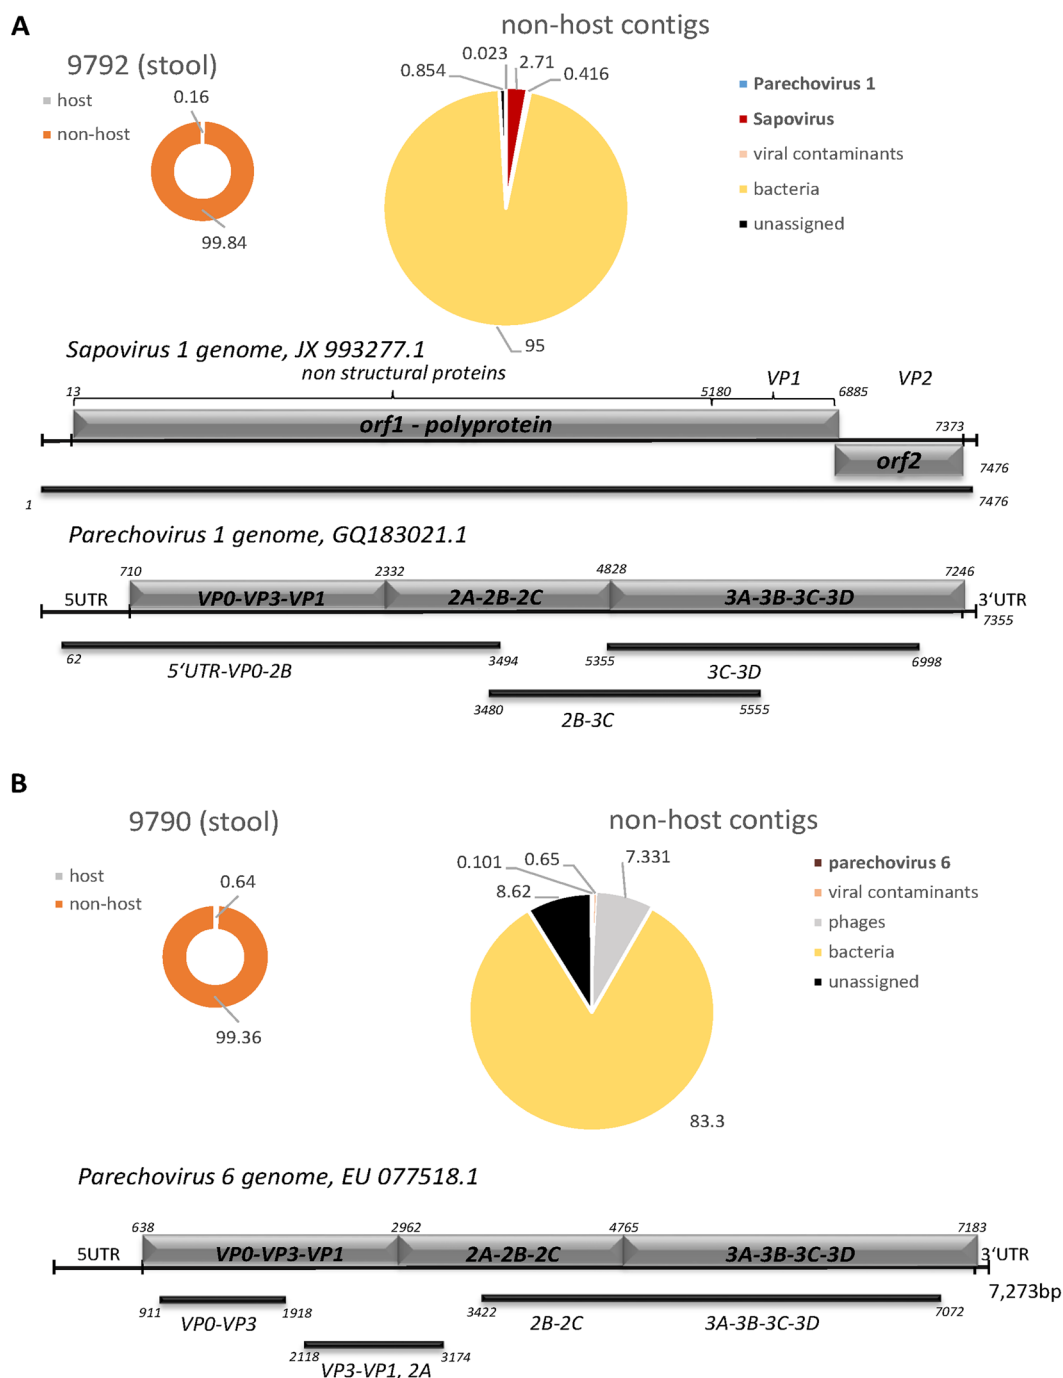 A
non-host contigs
9792 (stool)
host
non-host
0.16
99.84
0.854
0.023
2.71
0.416
95
Parechovirus 1
Sapovirus
viral contaminants
bacteria
unassigned
Sapovirus 1 genome, JX 993277.1
non structural proteins
VP1
VP2
13
5180
6885
orf1 - polyprotein
7373
orf2
7476
1
7476
Parechovirus 1 genome, GQ183021.1
710
2332
4828
7246
5UTR
VP0-VP3-VP1
2A-2B-2C
3A-3B-3C-3D
3‘UTR
7355
62
3494
5355
6998
5‘UTR-VP0-2B
3C-3D
3480
5555
2B-3C
B
9790 (stool)
non-host contigs
host
non-host
0.64
99.36
8.62
0.101
0.65
7.331
83.3
parechovirus 6
viral contaminants
phages
bacteria
unassigned
Parechovirus 6 genome, EU 077518.1
638
2962
4765
7183
5UTR
VP0-VP3-VP1
2A-2B-2C
3A-3B-3C-3D
3‘UTR
7,273bp
911
1918
3422
7072
VP0-VP3
2B-2C
3A-3B-3C-3D
2118
3174
VP3-VP1, 2A